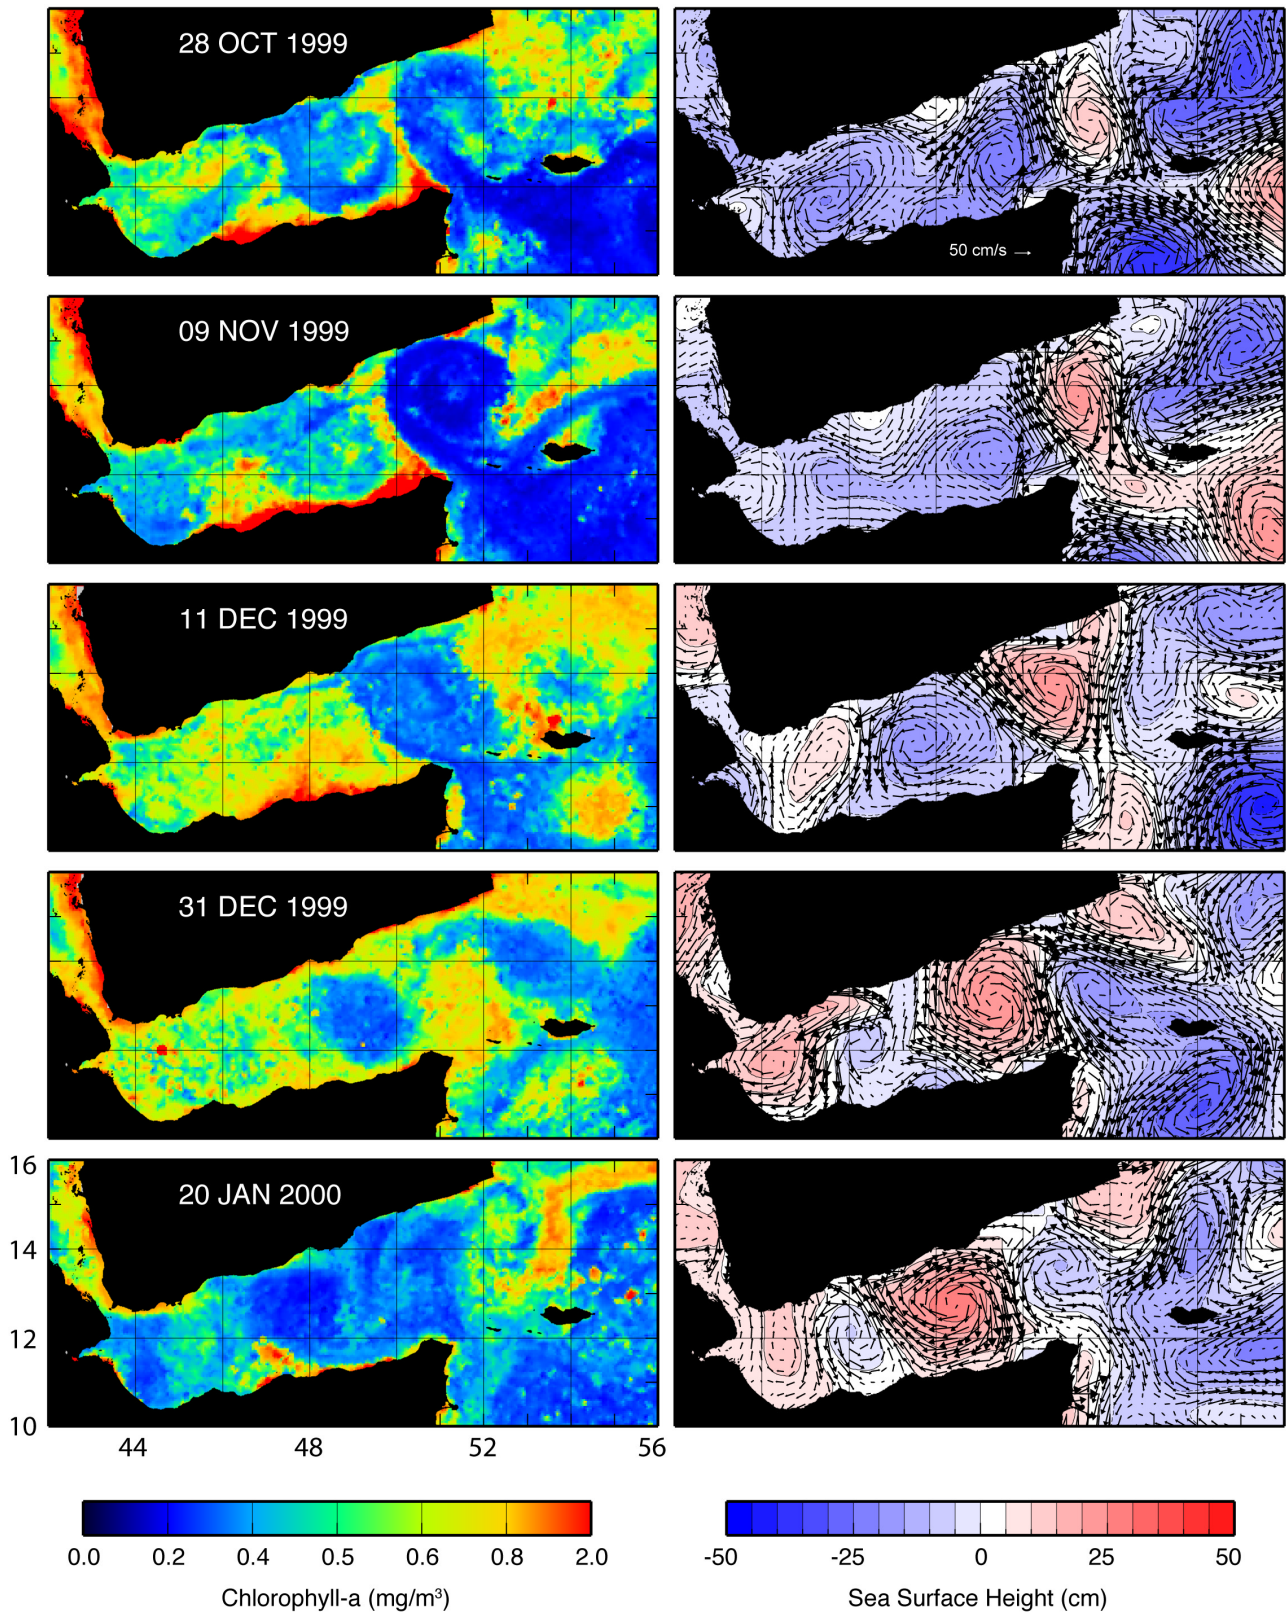 28 OCT 1999
50 cm/s
09 NOV 1999
11 DEC 1999
31 DEC 1999
16
20 JAN 2000
14
12
10
44 48 52 56
0.0 0.2 0.4 0.6 0.8 2.0
-50 -25 0 25 50
Chlorophyll-a (mg/m³)
Sea Surface Height (cm)